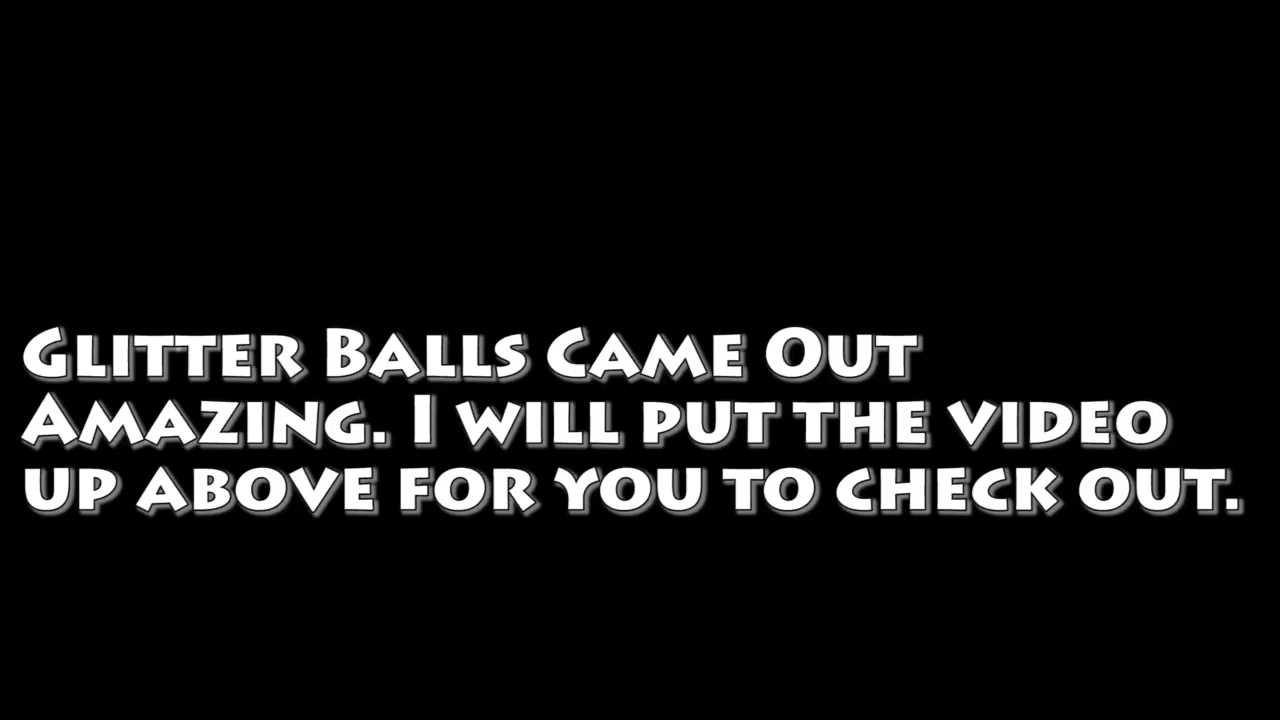 Glitter Balls Came Out
Amazing. I will put the video
up above for you to check out.